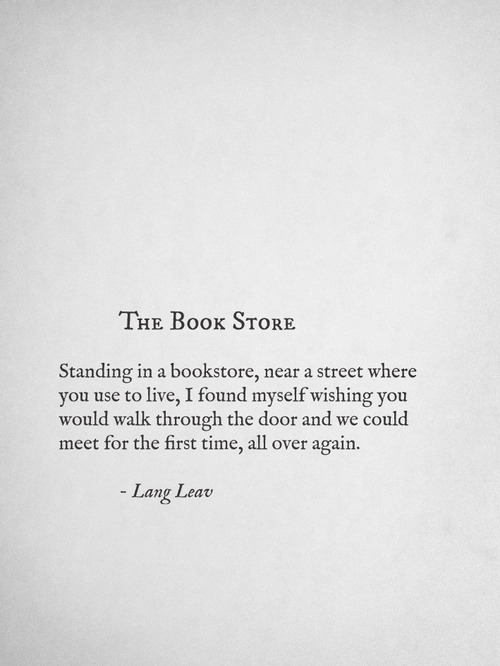 The Book Store
Standing in a bookstore, near a street where
you use to live, I found myself wishing you
would walk through the door and we could
meet for the first time, all over again.
- Lang Leav